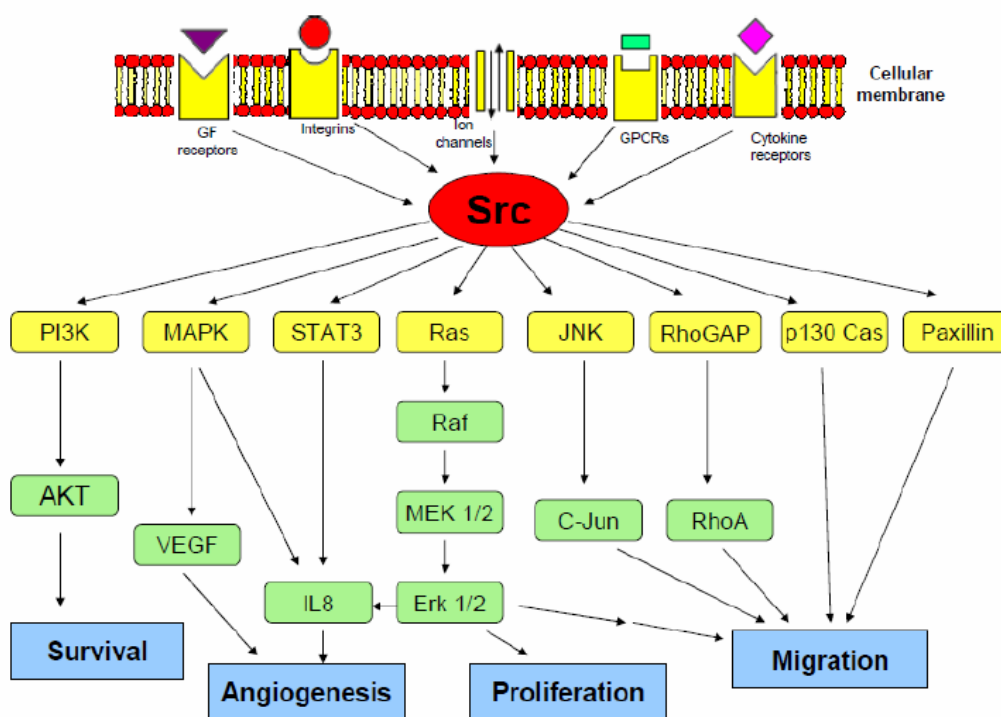 Cellular
membrane
GF
receptors
Integrins
Ion
channels
GPCRs
Cytokine
receptors
Src
PI3K
MAPK
STAT3
Ras
JNK
RhoGAP
p130 Cas
Paxillin
Raf
AKT
MEK 1/2
C-Jun
RhoA
VEGF
IL8
Erk 1/2
Survival
Angiogenesis
Proliferation
Migration